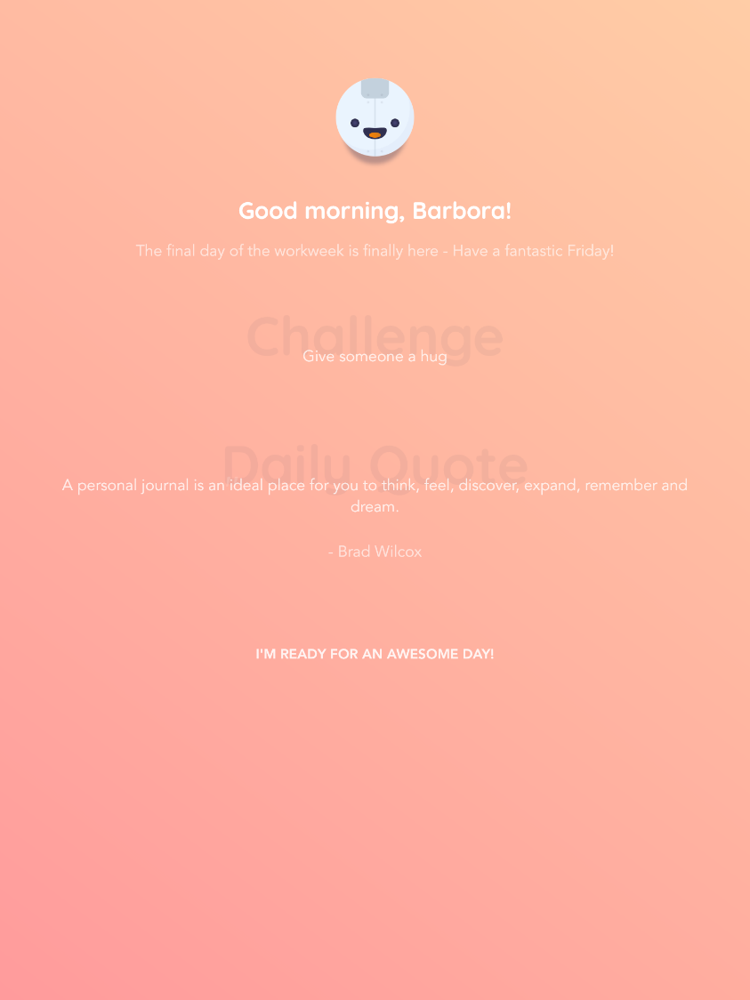 Good morning, Barbora!
The final day of the workweek is finally here - Have a fantastic Friday!
Challenge
Give someone a hug
Daily Quote
A personal journal is an ideal place for you to think, feel, discover, expand, remember and
dream.
- Brad Wilcox
I'M READY FOR AN AWESOME DAY!